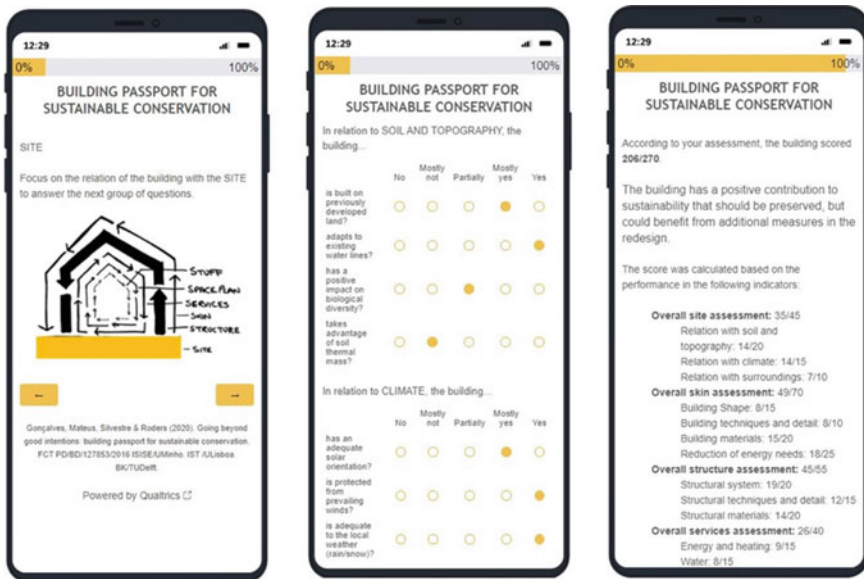 12:29
0% 100%
BUILDING PASSPORT FOR
SUSTAINABLE CONSERVATION
SITE
Focus on the relation of the building with the SITE
to answer the next group of questions.
STUFF
SPACE PLAN
SERVICES
SKIN
STRUCTURE
SITE
←
→
Gonçalves, Mateus, Silvestre & Roders (2020). Going beyond
good intentions: building passport for sustainable conservation.
FCT PD/BD/127853/2016 ISISE/UMinho. IST /ULisboa.
BK/TUDelft.
Powered by Qualtrics
12:29
0% 100%
BUILDING PASSPORT FOR
SUSTAINABLE CONSERVATION
In relation to SOIL AND TOPOGRAPHY, the
building...
No Mostly not Partially Mostly yes Yes
is built on
previously
developed
land?
adapts to
existing
water lines?
has a
positive
impact on
biological
diversity?
takes
advantage
of soil
thermal
mass?
In relation to CLIMATE, the building...
No Mostly not Partially Mostly yes Yes
has an
adequate
solar
orientation?
is protected
from
prevailing
winds?
is adequate
to the local
weather
(rain/snow)?
12:29
0% 100%
BUILDING PASSPORT FOR
SUSTAINABLE CONSERVATION
According to your assessment, the building scored
206/270.
The building has a positive contribution to
sustainability that should be preserved, but
could benefit from additional measures in the
redesign.
The score was calculated based on the
performance in the following indicators:
Overall site assessment: 35/45
Relation with soil and
topography: 14/20
Relation with climate: 14/15
Relation with surroundings: 7/10
Overall skin assessment: 49/70
Building Shape: 8/15
Building techniques and detail: 8/10
Building materials: 15/20
Reduction of energy needs: 18/25
Overall structure assessment: 45/55
Structural system: 19/20
Structural techniques and detail: 12/15
Structural materials: 14/20
Overall services assessment: 26/40
Energy and heating: 9/15
Water: 8/15